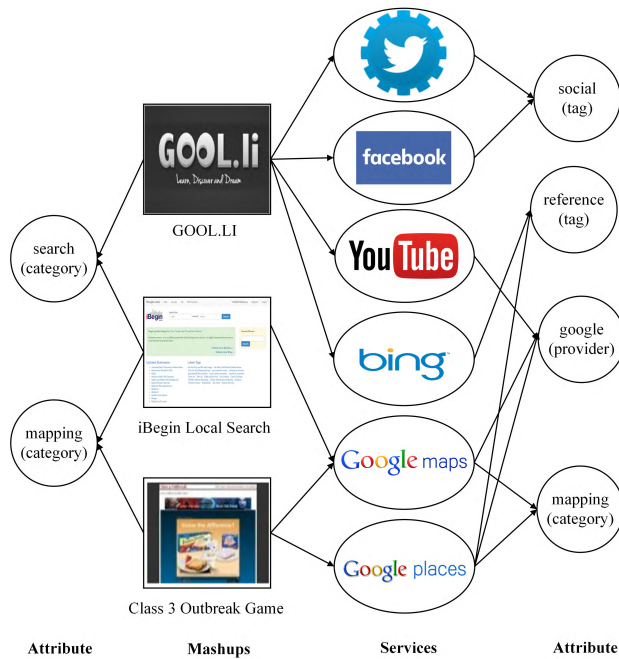 social
(tag)
GOOL.li
Learn, Discover and Dream
facebook
GOOL.LI
reference
(tag)
search
(category)
YouTube
iBegin
google
(provider)
bing
iBegin Local Search
mapping
(category)
Google maps
mapping
(category)
Google places
Class 3 Outbreak Game
Attribute
Mashups
Services
Attribute